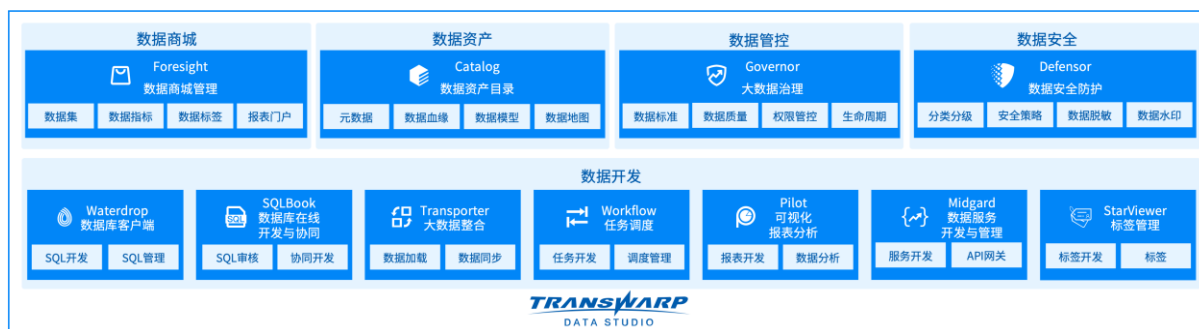 数据商城
Foresight
数据商城管理
数据集
数据指标
数据标签
报表门户
数据资产
Catalog
数据资产目录
元数据
数据血缘
数据模型
数据地图
数据管控
Governor
大数据治理
数据标准
数据质量
权限管控
生命周期
数据安全
Defensor
数据安全防护
分类分级
安全策略
数据脱敏
数据水印
数据开发
Waterdrop
数据库客户端
SQL开发
SQL管理
SQL
SQLBook
数据库在线
开发与协同
SQL审核
协同开发
Transporter
大数据整合
数据加载
数据同步
Workflow
任务调度
任务开发
调度管理
Pilot
可视化
报表分析
报表开发
数据分析
Midgard
数据服务
开发与管理
服务开发
API网关
StarViewer
标签管理
标签开发
标签
TRANSWARP
DATA STUDIO